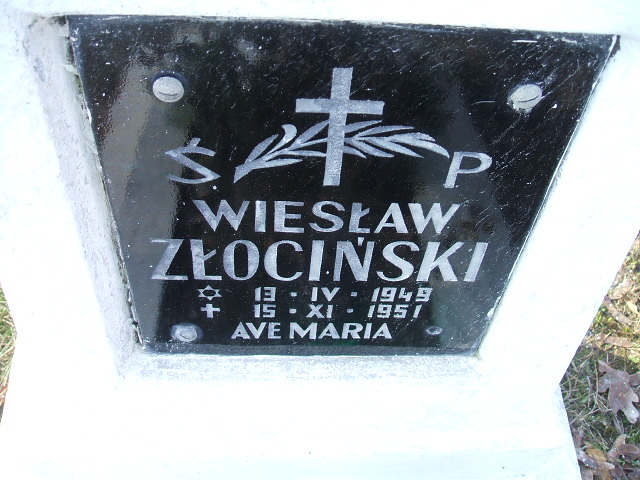 Ś P
WIESŁAW
ZŁOCIŃSKI
✡ 13 · IV · 1949
✝ 15 · XI · 1951
AVE MARIA